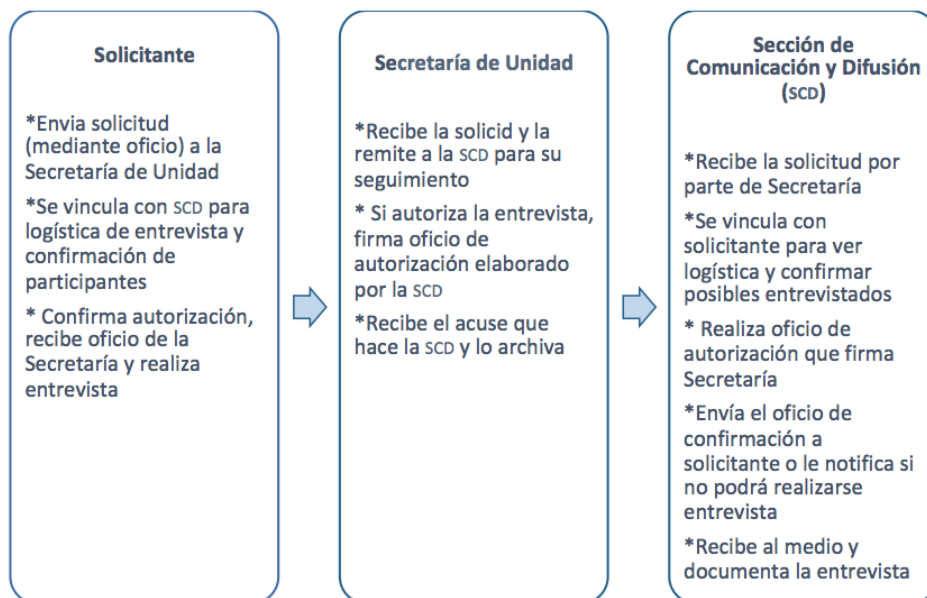 Solicitante
*Envia solicitud
(mediante oficio) a la
Secretaría de Unidad
*Se vincula con SCD para
logística de entrevista y
confirmación de
participantes
* Confirma autorización,
recibe oficio de la
Secretaría y realiza
entrevista
Secretaría de Unidad
*Recibe la solicid y la
remite a la SCD para su
seguimiento
* Si autoriza la entrevista,
firma oficio de
autorización elaborado
por la SCD
*Recibe el acuse que
hace la SCD y lo archiva
Sección de
Comunicación y Difusión
(SCD)
*Recibe la solicitud por
parte de Secretaría
*Se vincula con
solicitante para ver
logística y confirmar
posibles entrevistados
* Realiza oficio de
autorización que firma
Secretaría
*Envía el oficio de
confirmación a
solicitante o le notifica si
no podrá realizarse
entrevista
*Recibe al medio y
documenta la entrevista